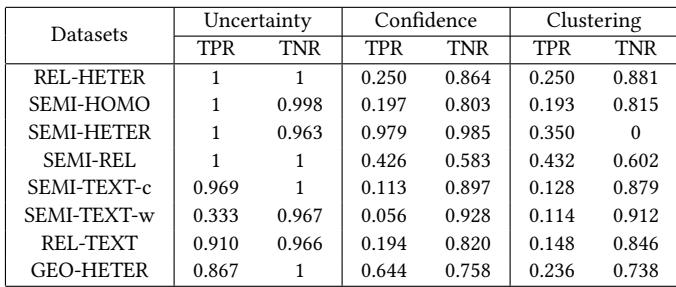 Datasets Uncertainty Confidence Clustering
TPR TNR TPR TNR TPR TNR
REL-HETER 1 1 0.250 0.864 0.250 0.881
SEMI-HOMO 1 0.998 0.197 0.803 0.193 0.815
SEMI-HETER 1 0.963 0.979 0.985 0.350 0
SEMI-REL 1 1 0.426 0.583 0.432 0.602
SEMI-TEXT-c 0.969 1 0.113 0.897 0.128 0.879
SEMI-TEXT-w 0.333 0.967 0.056 0.928 0.114 0.912
REL-TEXT 0.910 0.966 0.194 0.820 0.148 0.846
GEO-HETER 0.867 1 0.644 0.758 0.236 0.738